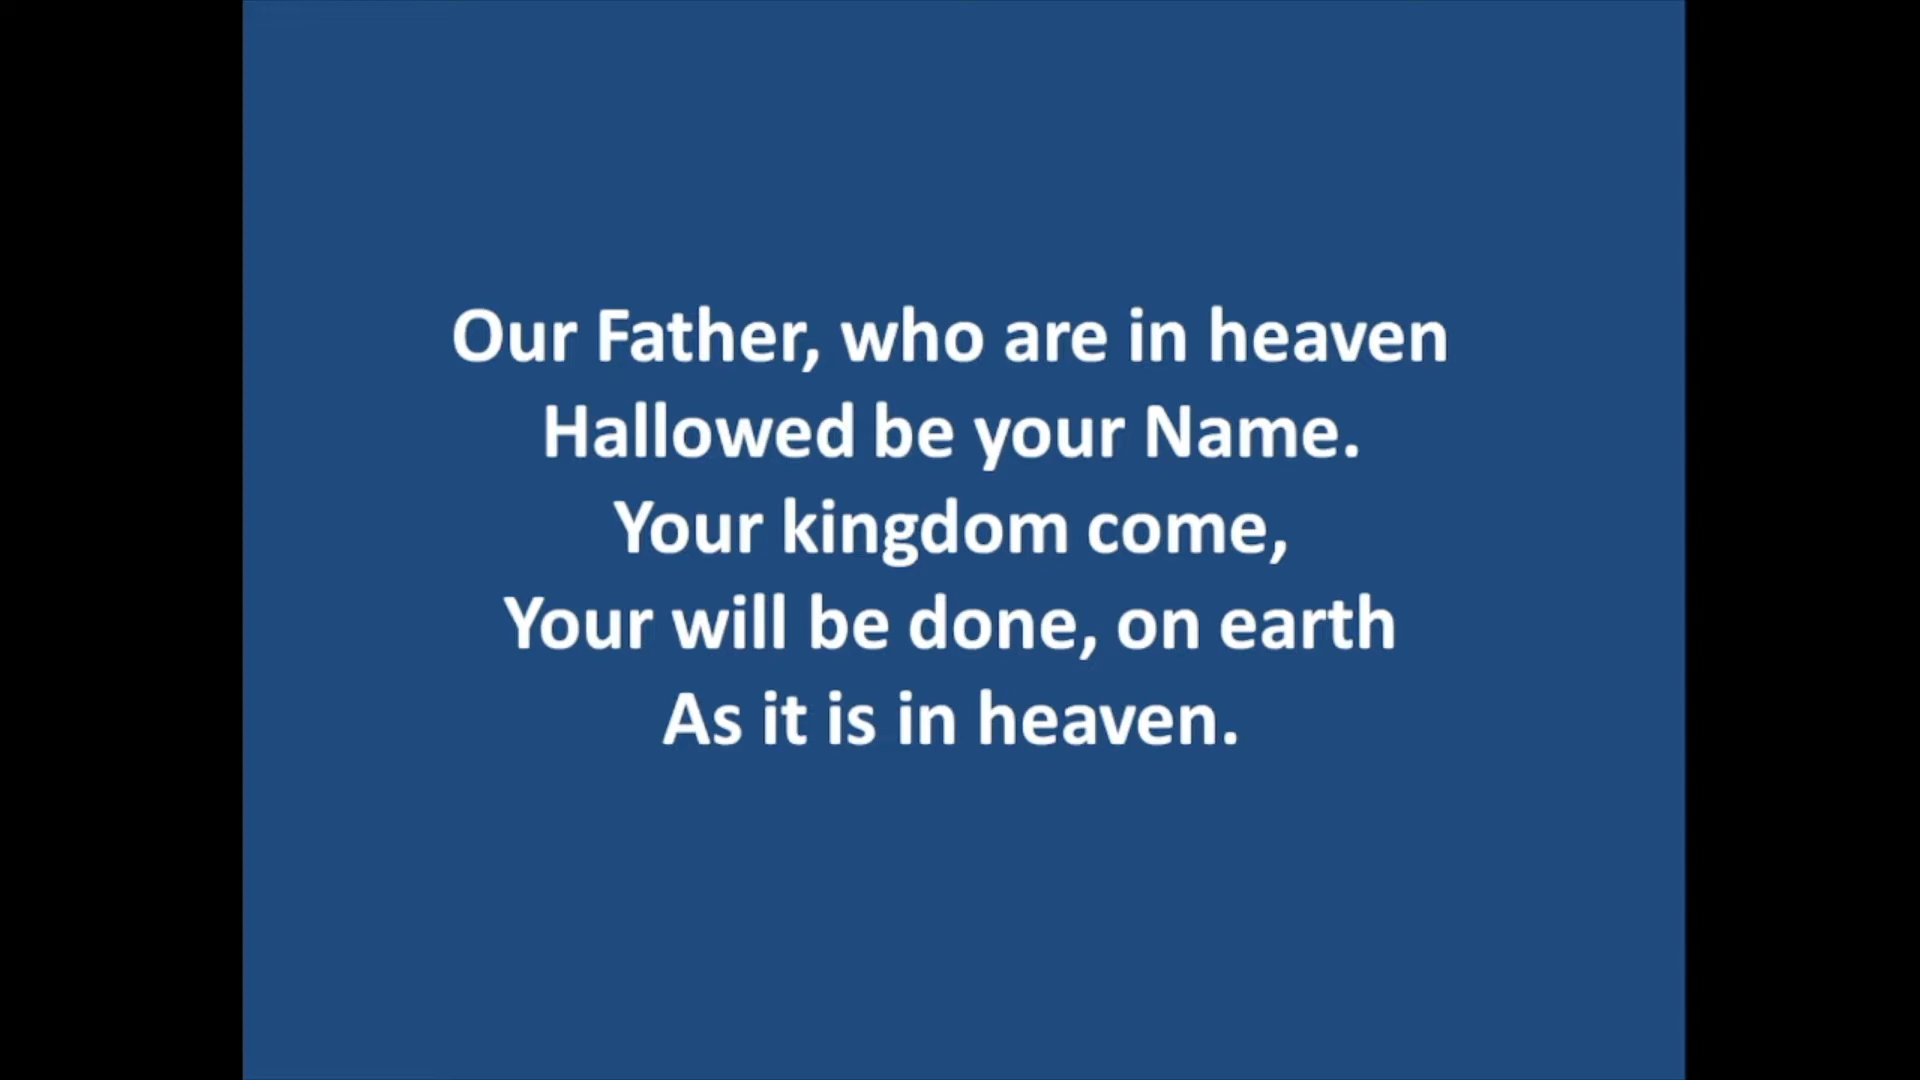 Our Father, who are in heaven
Hallowed be your Name.
Your kingdom come,
Your will be done, on earth
As it is in heaven.